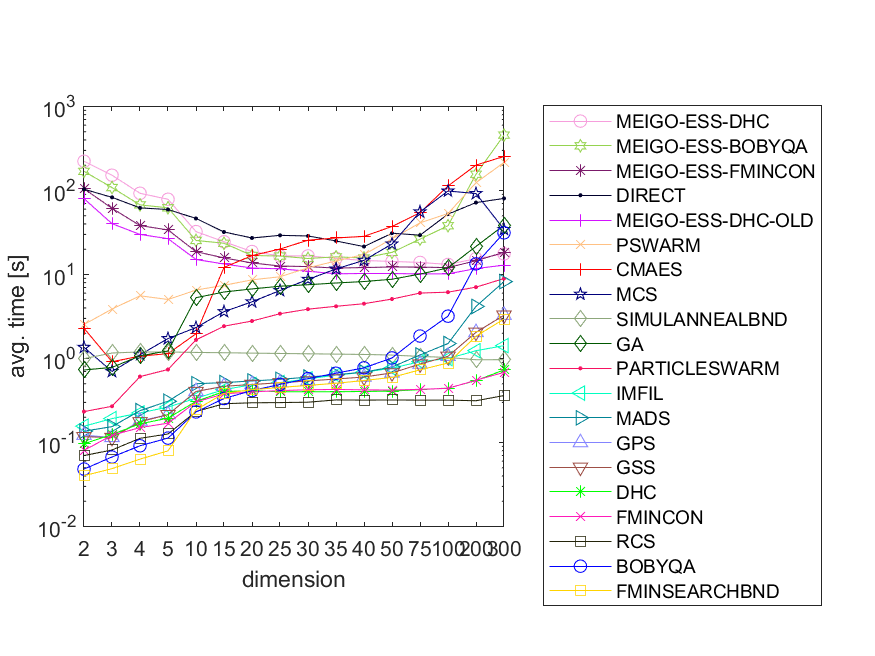 10^3
10^2
10^1
10^0
10^-1
10^-2
avg. time [s]
2 3 4 5 10 15 20 25 30 35 40 50 75 100 200 300
dimension
MEIGO-ESS-DHC
MEIGO-ESS-BOBYQA
MEIGO-ESS-FMINCON
DIRECT
MEIGO-ESS-DHC-OLD
PSWARM
CMAES
MCS
SIMULANNEALBND
GA
PARTICLESWARM
IMFIL
MADS
GPS
GSS
DHC
FMINCON
RCS
BOBYQA
FMINSEARCHBND